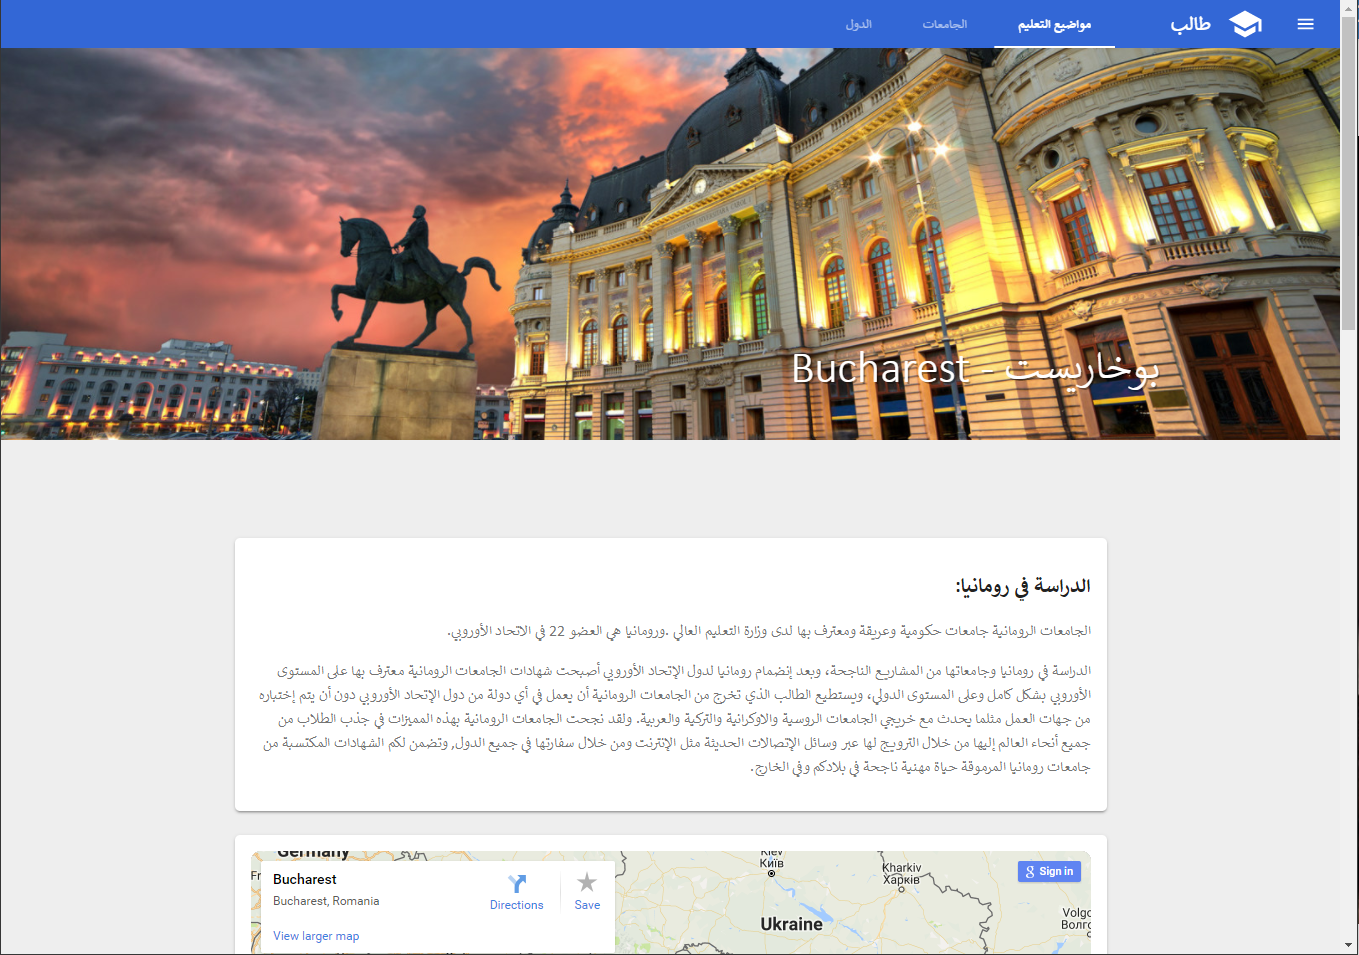 طالب
مواضيع التعليم
الجامعات
الدول
بوخاريست - Bucharest
الدراسة في رومانيا:
الجامعات الرومانية جامعات حكومية وعريقة ومعترف بها لدى وزارة التعليم العالي .ورومانيا هي العضو 22 في الاتحاد الأوروبي.
الدراسة في رومانيا وجامعاتها من المشاريع الناجحة، وبعد إنضمام رومانيا لدول الإتحاد الأوروبي أصبحت شهادات الجامعات الرومانية معترف بها على المستوى
الأوروبي بشكل كامل وعلى المستوى الدولي، ويستطيع الطالب الذي تخرج من الجامعات الرومانية أن يعمل في أي دولة من دول الإتحاد الأوروبي دون أن يتم إختباره
من جهات العمل مثلما يحدث مع خريجي الجامعات الروسية والاوكرانية والتركية والعربية. ولقد نجحت الجامعات الرومانية بهذه المميزات في جذب الطلاب من
جميع أنحاء العالم إليها من خلال الترويج لها عبر وسائل الإتصالات الحديثة مثل الإنترنت ومن خلال سفارتها في جميع الدول, وتضمن لكم الشهادات المكتسبة من
جامعات رومانيا المرموقة حياة مهنية ناجحة في بلادكم وفي الخارج.
Germany
Bucharest
Bucharest, Romania
Directions
Save
View larger map
Kiev
Київ
Kharkiv
Харків
Ukraine
Sign in